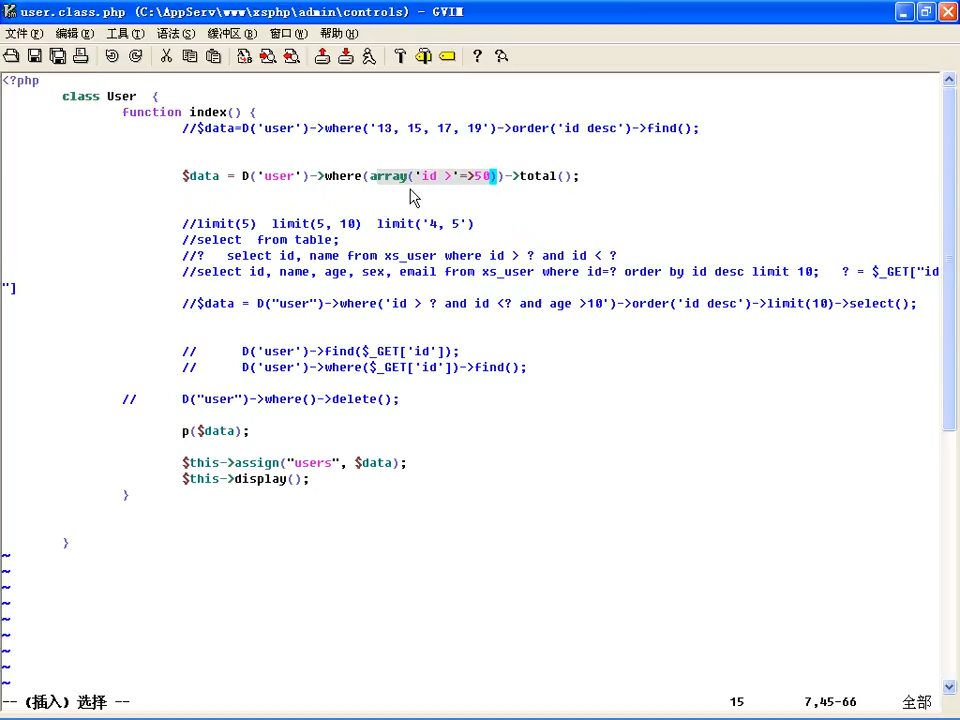 user.class.php (C:\AppServ\www\xsphp\admin\controls) - GVIM
文件(F) 编辑(E) 工具(T) 语法(S) 缓冲区(B) 窗口(W) 帮助(H)
<?php
class User  {
function index() {
//$data=D('user')->where('13, 15, 17, 19')->order('id desc')->find();
$data = D('user')->where(array('id >'=>50))->total();
//limit(5)  limit(5, 10)  limit('4, 5')
//select  from table;
//?   select id, name from xs_user where id > ? and id < ?
//select id, name, age, sex, email from xs_user where id=? order by id desc limit 10;   ? = $_GET["id
"]
//$data = D("user")->where('id > ? and id <? and age >10')->order('id desc')->limit(10)->select();
//      D('user')->find($_GET['id']);
//      D('user')->where($_GET['id'])->find();
//      D("user")->where()->delete();
p($data);
$this->assign("users", $data);
$this->display();
}
}
~
~
~
~
~
~
~
~
~
-- (插入) 选择 --    15    7,45-66    全部